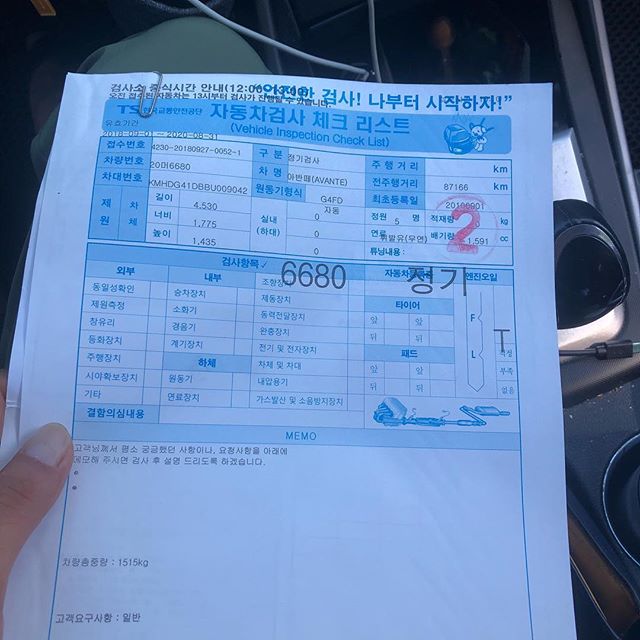 검사소 중식시간 안내(12:00~13:00)
오전 접수된 자동차는 13시부터 검사가 진행될 수 있습니다
검사! 나부터 시작하자!"
TS 한국교통안전공단 자동차검사 체크 리스트
(Vehicle Inspection Check List)
유효기간
2018-09-01 ~ 2020-08-31
접수번호 4230-20180927-0052-1 구 분 정기검사 주 행 거 리 km
차량번호 20머6680 차 명 아반떼(AVANTE) 전주행거리 87166 km
차대번호 KMHDG41DBBU009042 원동기형식 G4FD 최초등록일 20100901
자동
제 원 차 체 길이 4,530 실내 (하대) 0 정원 5 명 적재량 0 kg
너비 1,775 0 연료 휘발유(무연) 배기량 1,591 cc
높이 1,435 0 튜닝내용:
2
검사항목✓ 6680 정기 엔진오일
외부 내부 조향장치 타이어
동일성확인 승차장치 제동장치 앞 앞 F
제원측정 소화기 동력전달장치 뒤 뒤 T
창유리 경음기 완충장치 패드 L 적정
등화장치 계기장치 전기 및 전자장치 앞 앞 부족
주행장치 하체 차체 및 차대 뒤 뒤 없음
시야확보장치 원동기 내압용기
기타 연료장치 가스발산 및 소음방지장치
결함의심내용
MEMO
고객님께서 평소 궁금했던 사항이나, 요청사항을 아래에
메모해 주시면 검사 후 설명 드리도록 하겠습니다.
차량총중량 : 1515kg
고객요구사항 : 일반